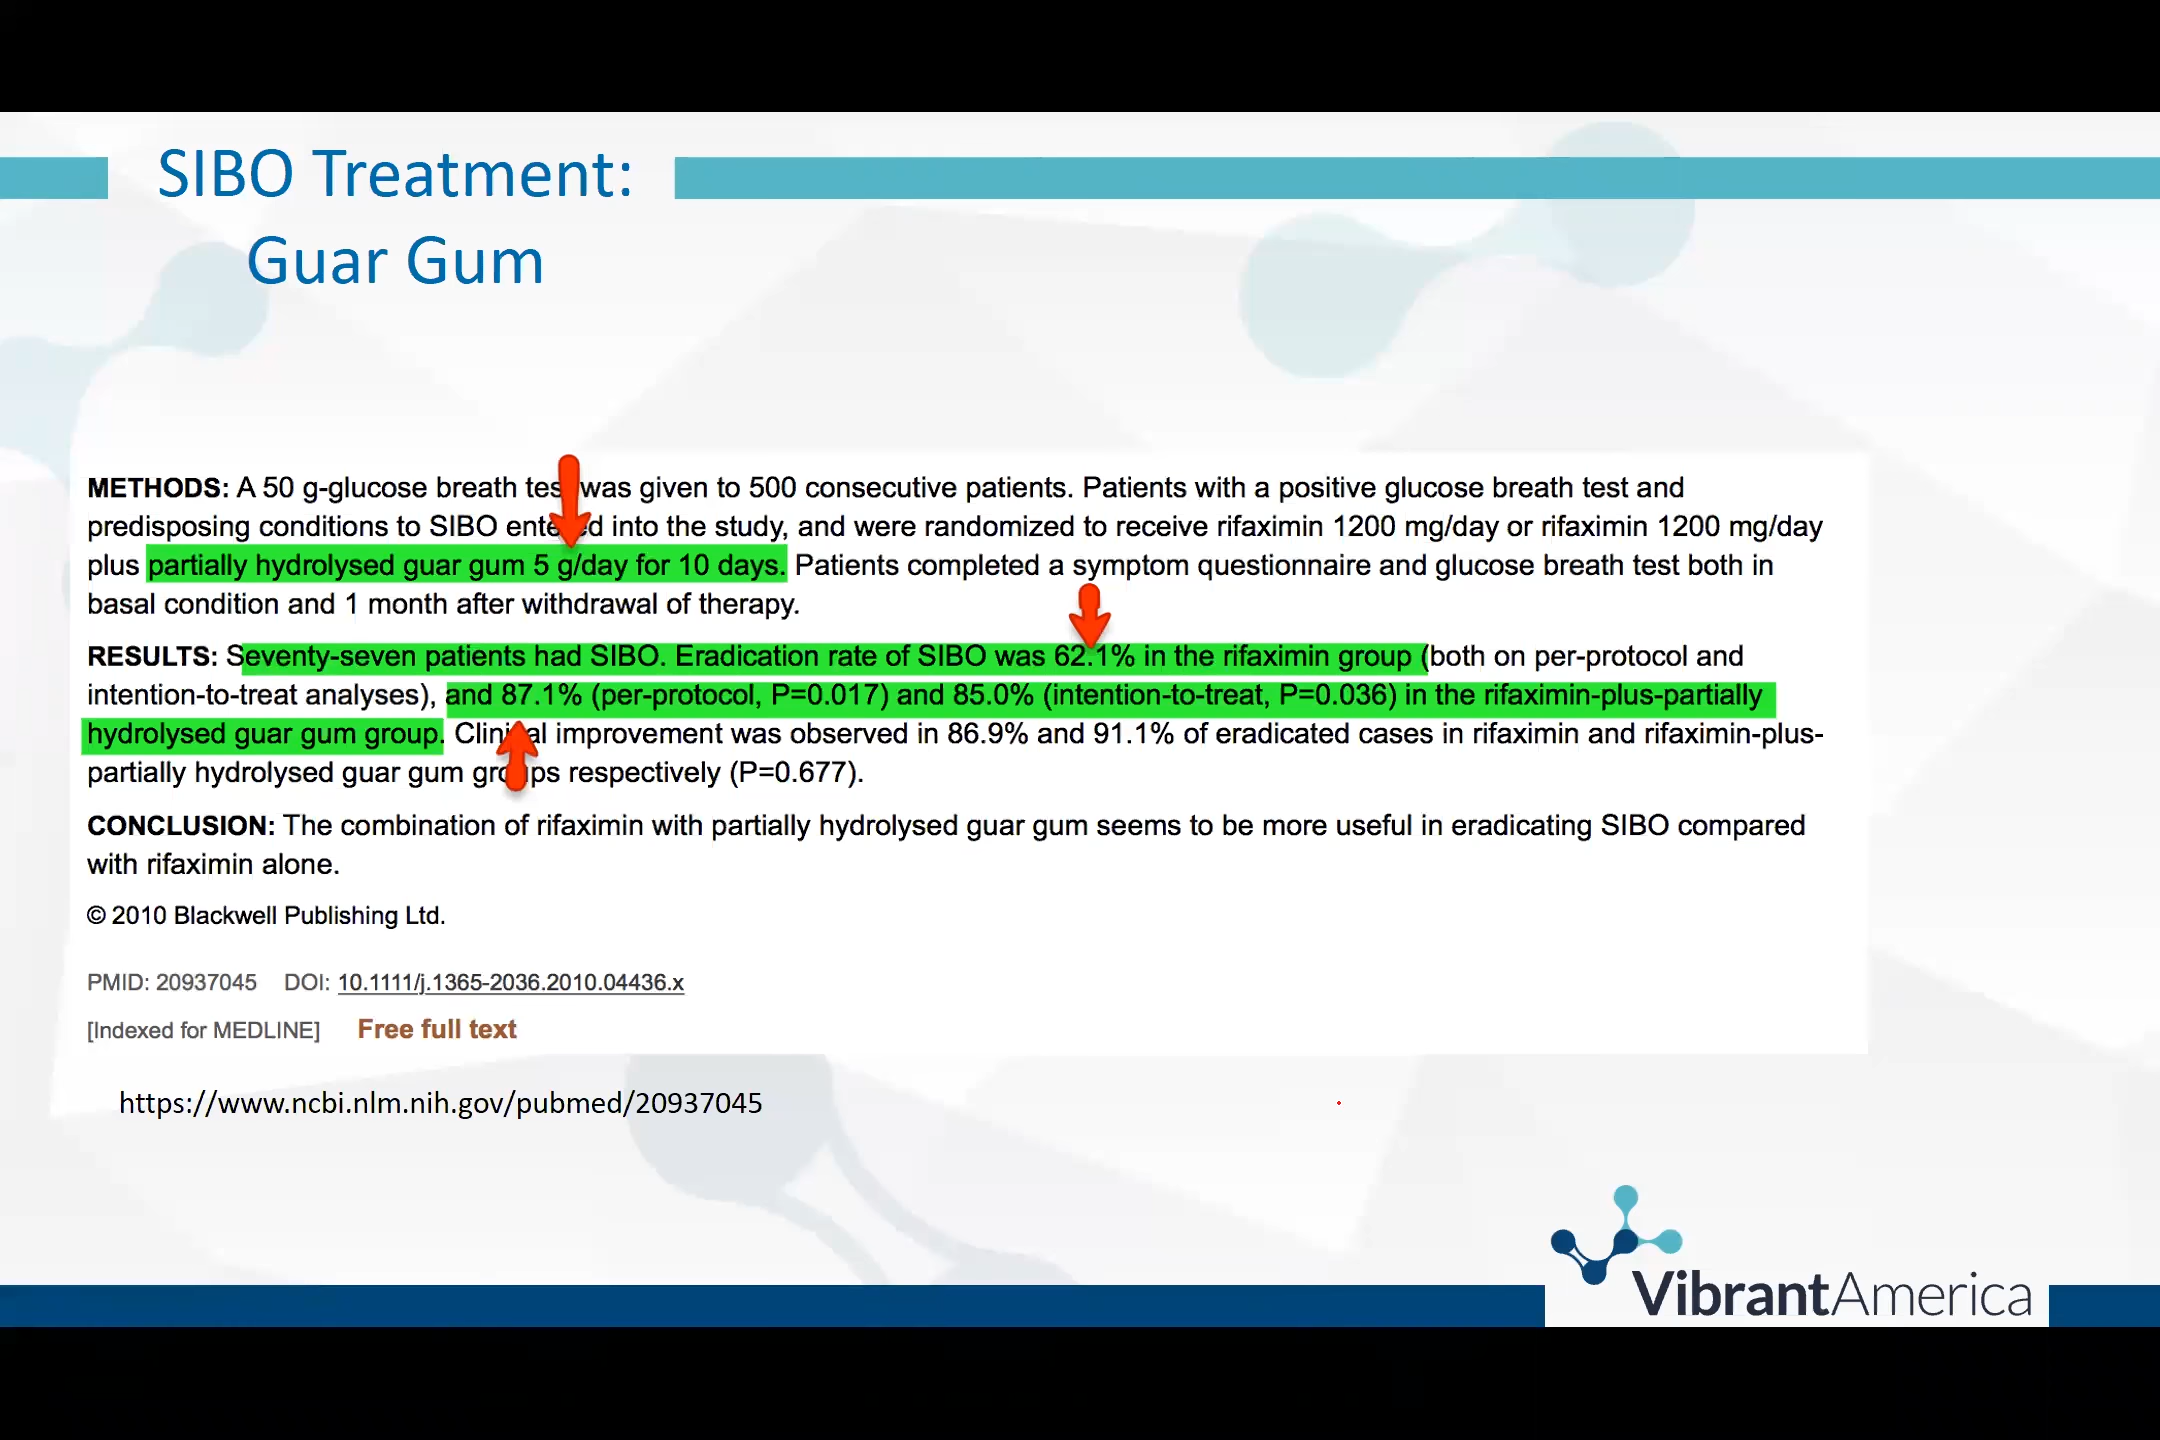 SIBO Treatment:
Guar Gum
METHODS: A 50 g-glucose breath test was given to 500 consecutive patients. Patients with a positive glucose breath test and
predisposing conditions to SIBO entered into the study, and were randomized to receive rifaximin 1200 mg/day or rifaximin 1200 mg/day
plus partially hydrolysed guar gum 5 g/day for 10 days. Patients completed a symptom questionnaire and glucose breath test both in
basal condition and 1 month after withdrawal of therapy.
RESULTS: Seventy-seven patients had SIBO. Eradication rate of SIBO was 62.1% in the rifaximin group (both on per-protocol and
intention-to-treat analyses), and 87.1% (per-protocol, P=0.017) and 85.0% (intention-to-treat, P=0.036) in the rifaximin-plus-partially
hydrolysed guar gum group. Clinical improvement was observed in 86.9% and 91.1% of eradicated cases in rifaximin and rifaximin-plus-
partially hydrolysed guar gum groups respectively (P=0.677).
CONCLUSION: The combination of rifaximin with partially hydrolysed guar gum seems to be more useful in eradicating SIBO compared
with rifaximin alone.
© 2010 Blackwell Publishing Ltd.
PMID: 20937045 DOI: 10.1111/j.1365-2036.2010.04436.x
[Indexed for MEDLINE] Free full text
https://www.ncbi.nlm.nih.gov/pubmed/20937045
VibrantAmerica